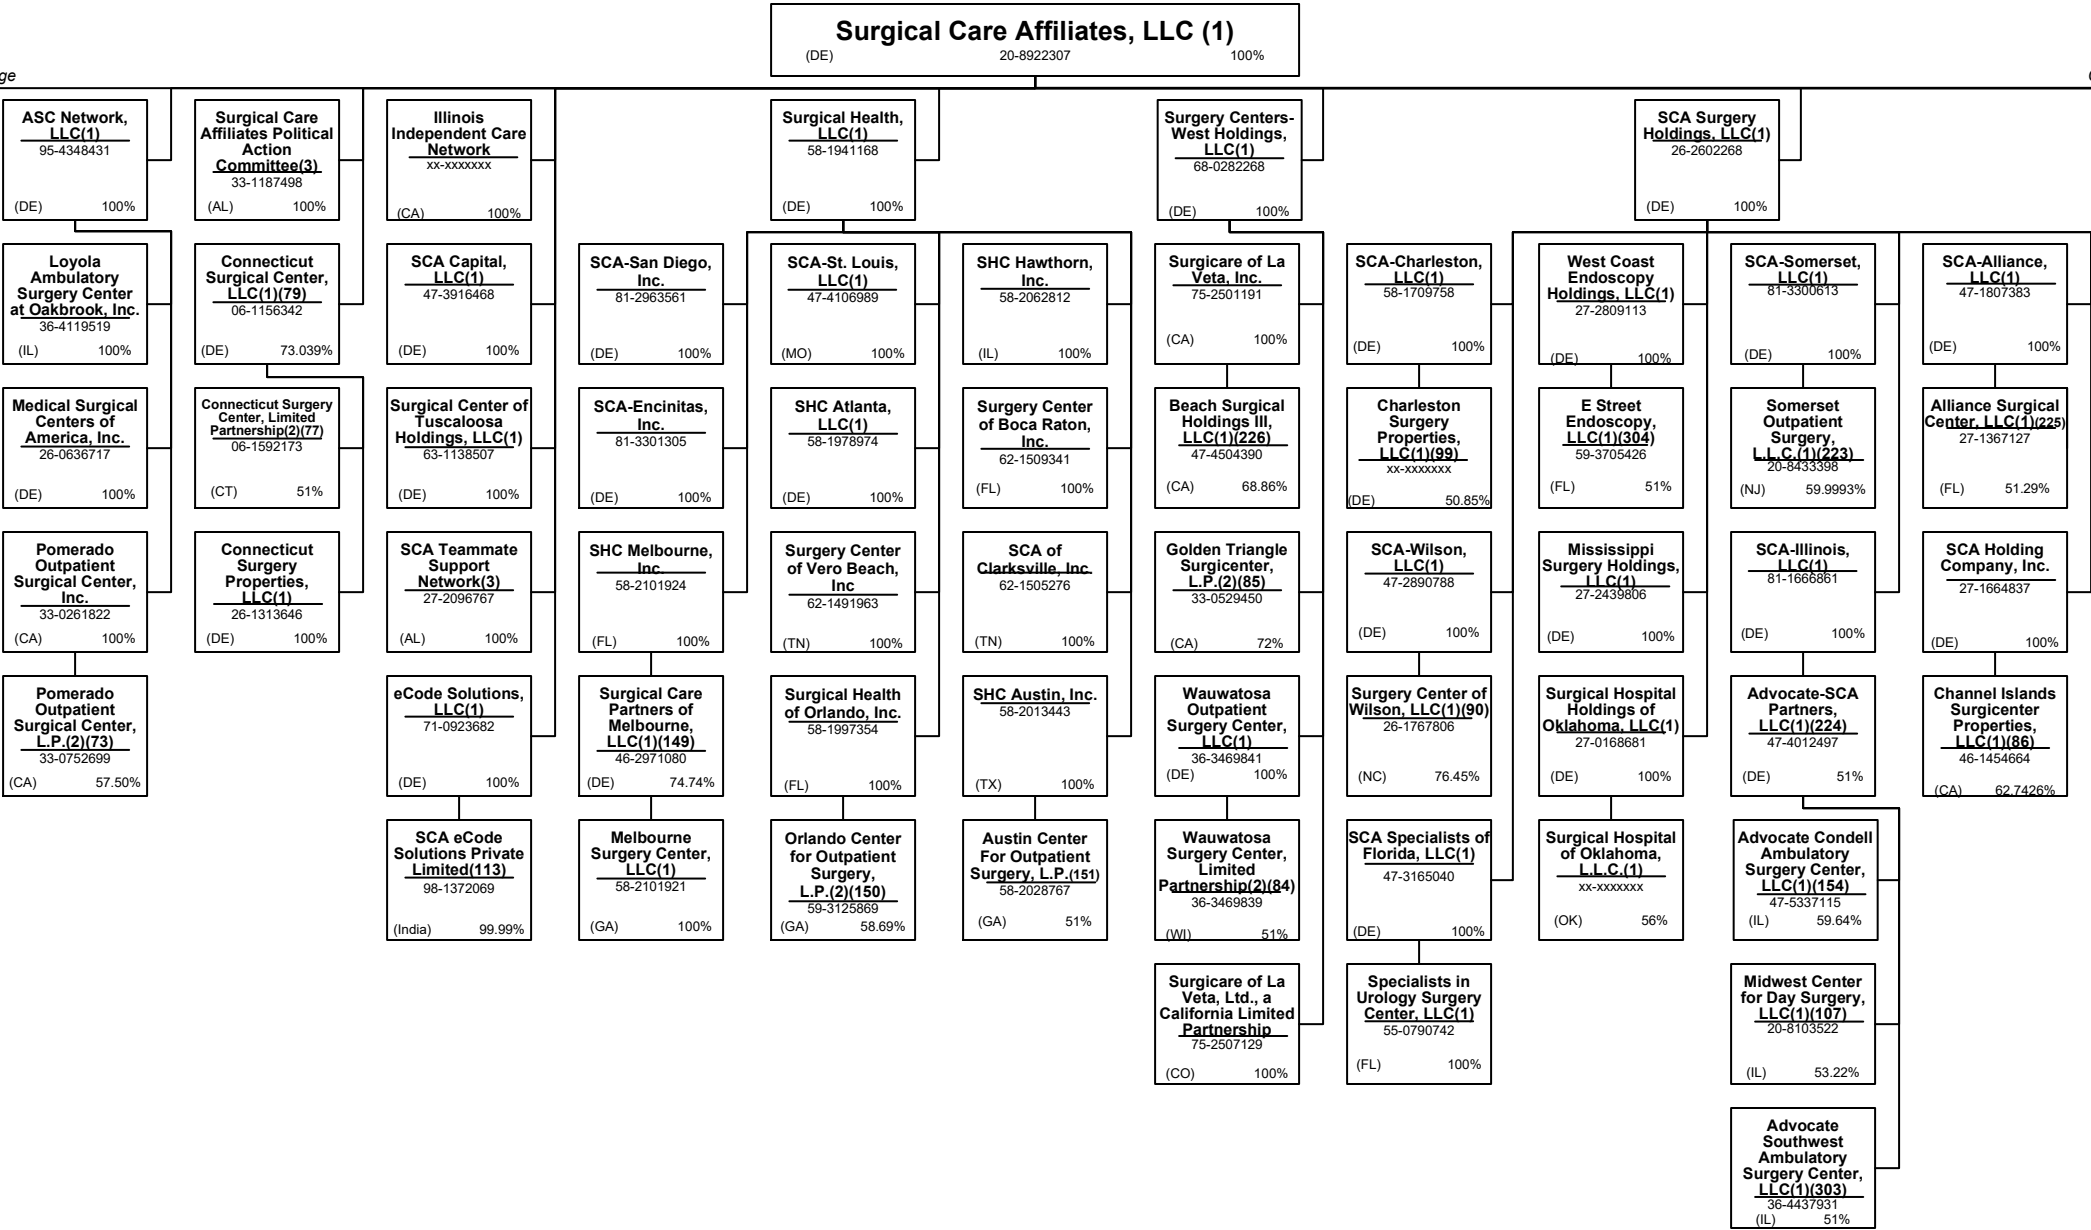 Surgical Care Affiliates, LLC (1)
(DE) 20-8922307 100%
ge
ASC Network,
LLC(1)
95-4348431
(DE) 100%
Surgical Care
Affiliates Political
Action
Committee(3)
33-1187498
(AL) 100%
Illinois
Independent Care
Network
xx-xxxxxxx
(CA) 100%
Surgical Health,
LLC(1)
58-1941168
(DE) 100%
Surgery Centers-
West Holdings,
LLC(1)
68-0282268
(DE) 100%
SCA Surgery
Holdings, LLC(1)
26-2602268
(DE) 100%
Loyola
Ambulatory
Surgery Center
at Oakbrook, Inc.
36-4119519
(IL) 100%
Connecticut
Surgical Center,
LLC(1)(79)
06-1156342
(DE) 73.039%
SCA Capital,
LLC(1)
47-3916468
(DE) 100%
SCA-San Diego,
Inc.
81-2963561
(DE) 100%
SCA-St. Louis,
LLC(1)
47-4106989
(MO) 100%
SHC Hawthorn,
Inc.
58-2062812
(IL) 100%
Surgicare of La
Veta, Inc.
75-2501191
(CA) 100%
SCA-Charleston,
LLC(1)
58-1709758
(DE) 100%
West Coast
Endoscopy
Holdings, LLC(1)
27-2809113
(DE) 100%
SCA-Somerset,
LLC(1)
81-3300613
(DE) 100%
SCA-Alliance,
LLC(1)
47-1807383
(DE) 100%
Medical Surgical
Centers of
America, Inc.
26-0636717
(DE) 100%
Connecticut Surgery
Center, Limited
Partnership(2)(77)
06-1592173
(CT) 51%
Surgical Center of
Tuscaloosa
Holdings, LLC(1)
63-1138507
(DE) 100%
SCA-Encinitas,
Inc.
81-3301305
(DE) 100%
SHC Atlanta,
LLC(1)
58-1978974
(DE) 100%
Surgery Center
of Boca Raton,
Inc.
62-1509341
(FL) 100%
Beach Surgical
Holdings III,
LLC(1)(226)
47-4504390
(CA) 68.86%
Charleston
Surgery
Properties,
LLC(1)(99)
xx-xxxxxxx
(DE) 50.85%
E Street
Endoscopy,
LLC(1)(304)
59-3705426
(FL) 51%
Somerset
Outpatient
Surgery,
L.L.C.(1)(223)
20-8433398
(NJ) 59.9993%
Alliance Surgical
Center, LLC(1)(225)
27-1367127
(FL) 51.29%
Pomerado
Outpatient
Surgical Center,
Inc.
33-0261822
(CA) 100%
Connecticut
Surgery
Properties,
LLC(1)
26-1313646
(DE) 100%
SCA Teammate
Support
Network(3)
27-2096767
(AL) 100%
SHC Melbourne,
Inc.
58-2101924
(FL) 100%
Surgery Center
of Vero Beach,
Inc
62-1491963
(TN) 100%
SCA of
Clarksville, Inc.
62-1505276
(TN) 100%
Golden Triangle
Surgicenter,
L.P.(2)(85)
33-0529450
(CA) 72%
SCA-Wilson,
LLC(1)
47-2890788
(DE) 100%
Mississippi
Surgery Holdings,
LLC(1)
27-2439806
(DE) 100%
SCA-Illinois,
LLC(1)
81-1666861
(DE) 100%
SCA Holding
Company, Inc.
27-1664837
(DE) 100%
Pomerado
Outpatient
Surgical Center,
L.P.(2)(73)
33-0752699
(CA) 57.50%
eCode Solutions,
LLC(1)
71-0923682
(DE) 100%
Surgical Care
Partners of
Melbourne,
LLC(1)(149)
46-2971080
(DE) 74.74%
Surgical Health
of Orlando, Inc.
58-1997354
(FL) 100%
SHC Austin, Inc.
58-2013443
(TX) 100%
Wauwatosa
Outpatient
Surgery Center,
LLC(1)
36-3469841
(DE) 100%
Surgery Center of
Wilson, LLC(1)(90)
26-1767806
(NC) 76.45%
Surgical Hospital
Holdings of
Oklahoma, LLC(1)
27-0168681
(DE) 100%
Advocate-SCA
Partners,
LLC(1)(224)
47-4012497
(DE) 51%
Channel Islands
Surgicenter
Properties,
LLC(1)(86)
46-1454664
(CA) 62.7426%
SCA eCode
Solutions Private
Limited(113)
98-1372069
(India) 99.99%
Melbourne
Surgery Center,
LLC(1)
58-2101921
(GA) 100%
Orlando Center
for Outpatient
Surgery,
L.P.(2)(150)
59-3125869
(GA) 58.69%
Austin Center
For Outpatient
Surgery, L.P.(151)
58-2028767
(GA) 51%
Wauwatosa
Surgery Center,
Limited
Partnership(2)(84)
36-3469839
(WI) 51%
SCA Specialists of
Florida, LLC(1)
47-3165040
(DE) 100%
Surgical Hospital
of Oklahoma,
L.L.C.(1)
xx-xxxxxxx
(OK) 56%
Advocate Condell
Ambulatory
Surgery Center,
LLC(1)(154)
47-5337115
(IL) 59.64%
Surgicare of La
Veta, Ltd., a
California Limited
Partnership
75-2507129
(CO) 100%
Specialists in
Urology Surgery
Center, LLC(1)
55-0790742
(FL) 100%
Midwest Center
for Day Surgery,
LLC(1)(107)
20-8103522
(IL) 53.22%
Advocate
Southwest
Ambulatory
Surgery Center,
LLC(1)(303)
36-4437931
(IL) 51%